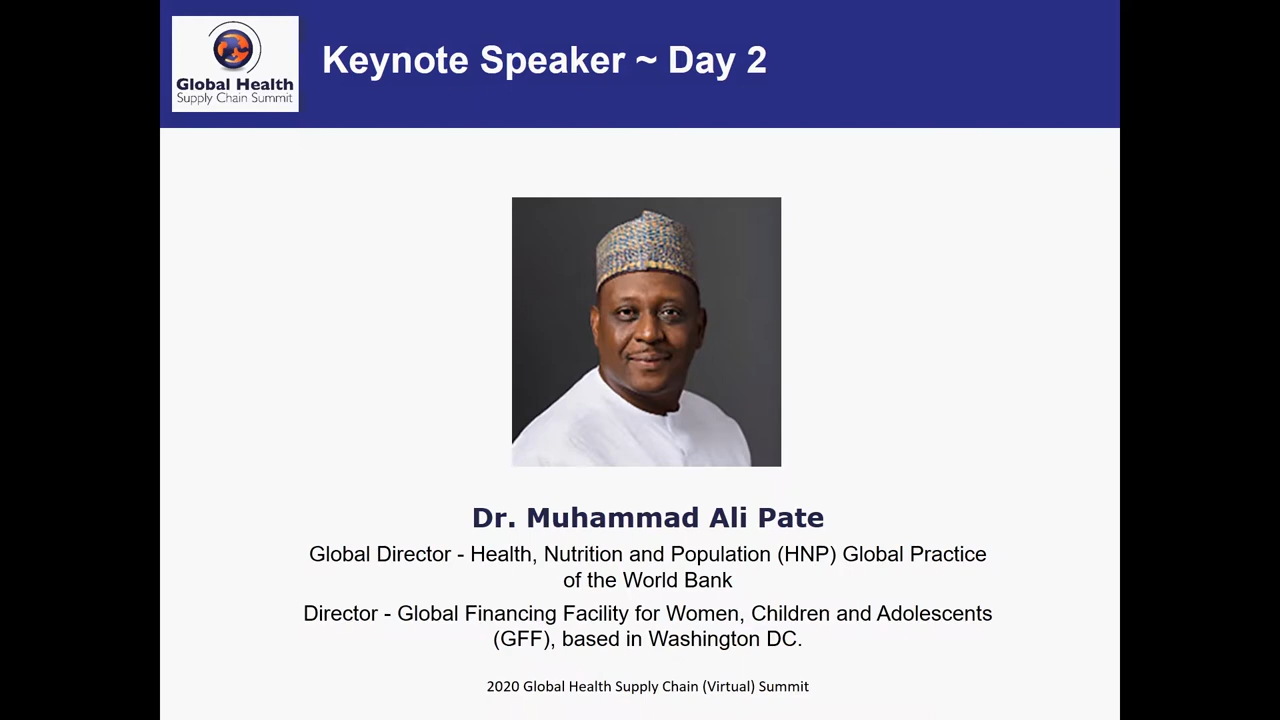 Global Health
Supply Chain Summit
Keynote Speaker ~ Day 2
Dr. Muhammad Ali Pate
Global Director - Health, Nutrition and Population (HNP) Global Practice
of the World Bank
Director - Global Financing Facility for Women, Children and Adolescents
(GFF), based in Washington DC.
2020 Global Health Supply Chain (Virtual) Summit